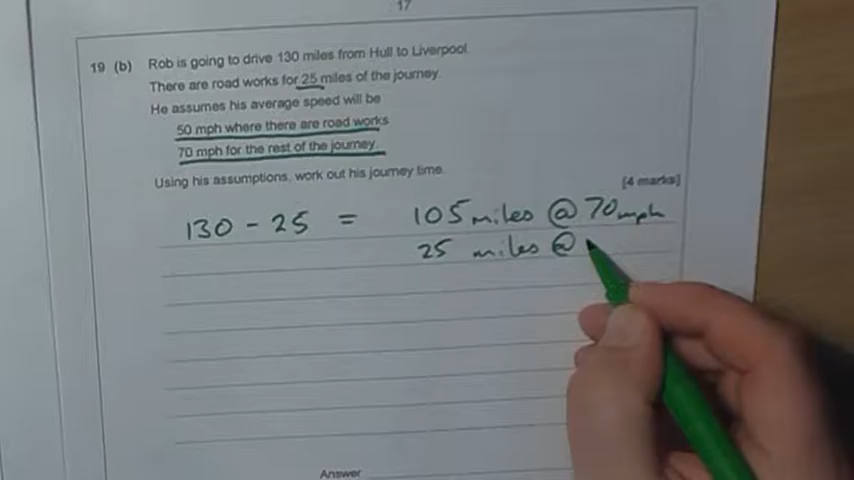 17
19 (b) Rob is going to drive 130 miles from Hull to Liverpool.
There are road works for 25 miles of the journey.
He assumes his average speed will be
50 mph where there are road works
70 mph for the rest of the journey.
Using his assumptions, work out his journey time.
[4 marks]
130 - 25 = 105 miles @ 70mph
25 miles @
Answer